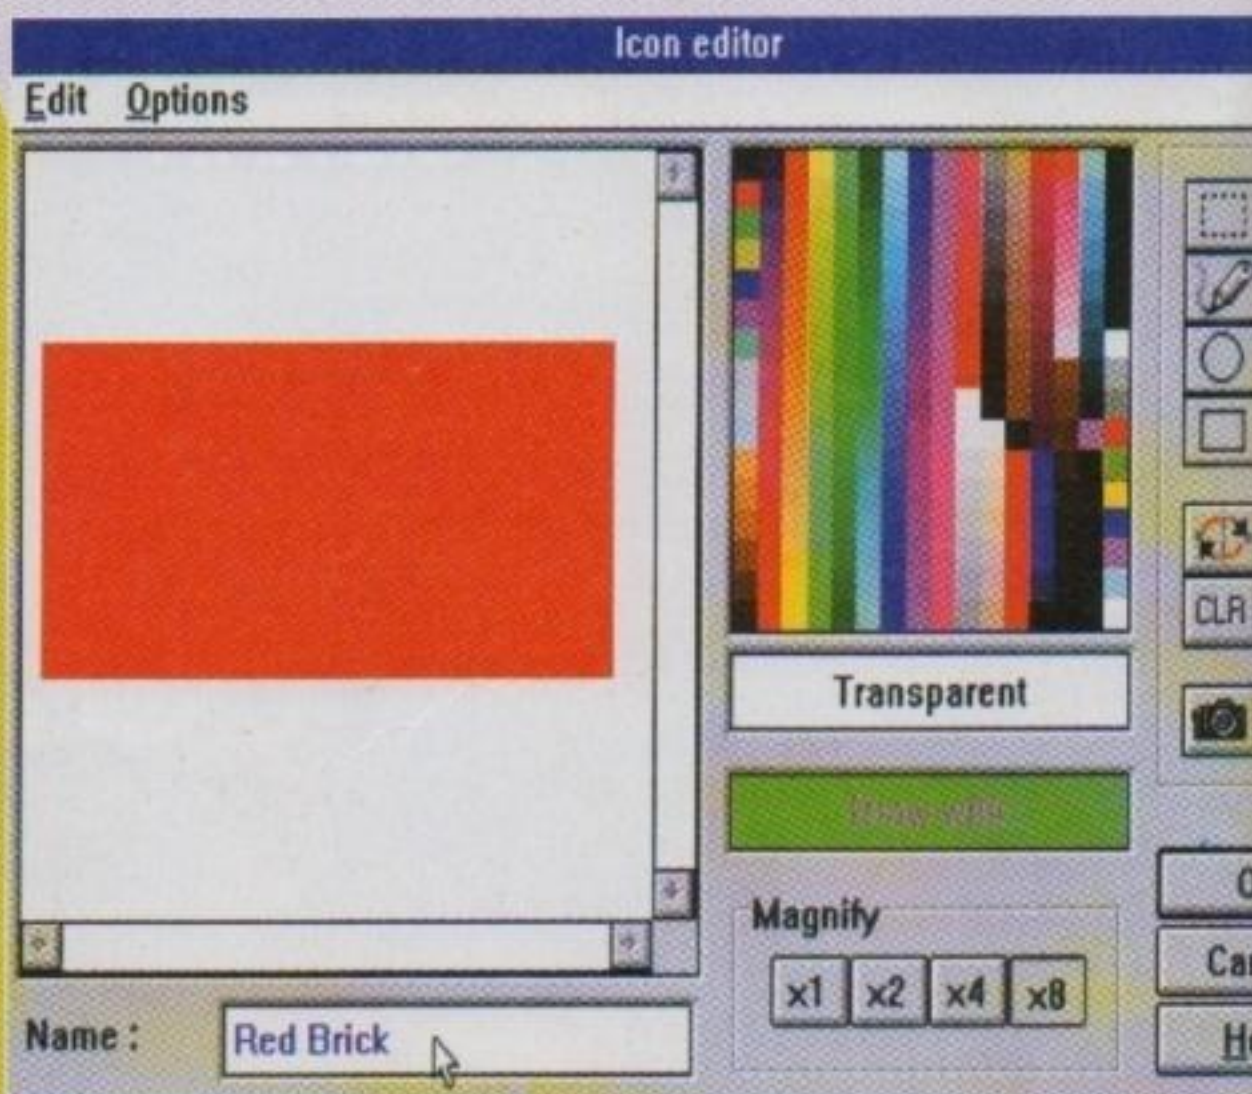 Icon editor
Edit Options
CLR
Transparent
Magnify
x1 x2 x4 x8
Name :
Red Brick